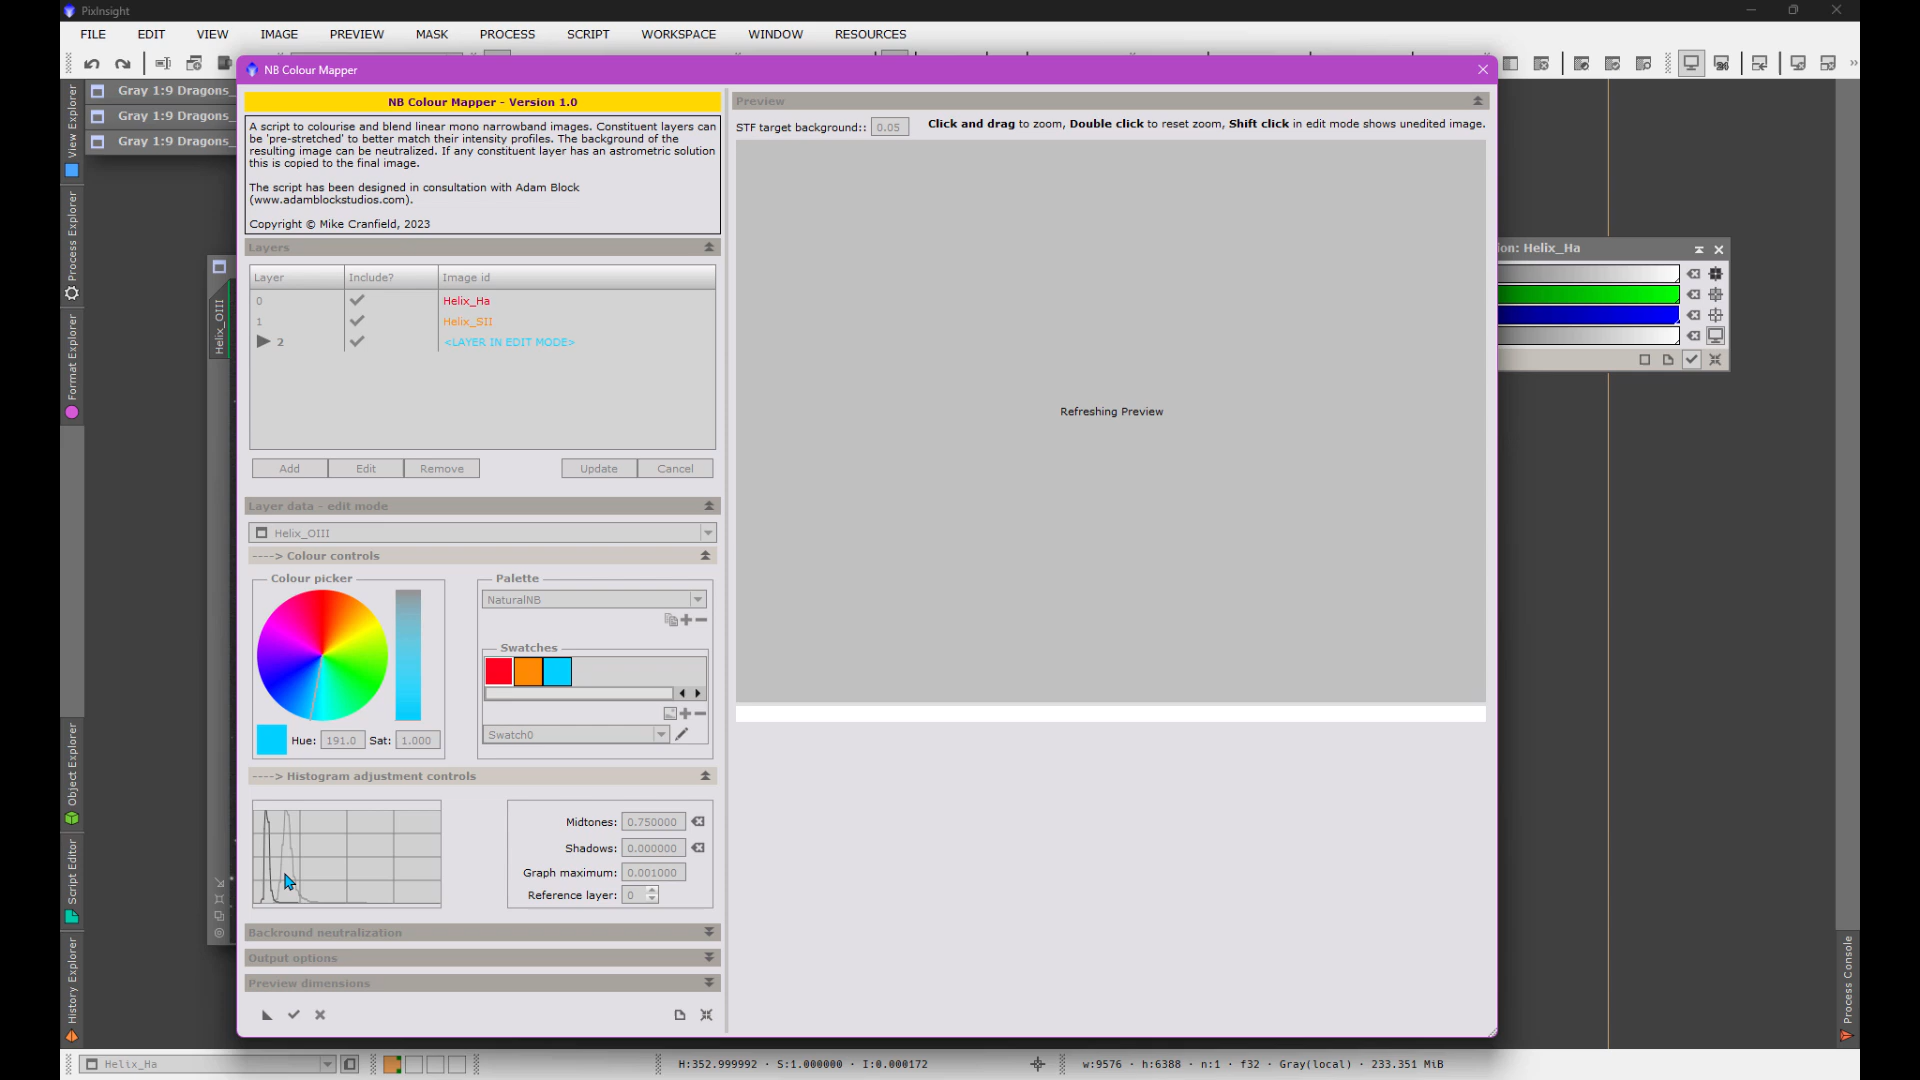 PixInsight
FILE EDIT VIEW IMAGE PREVIEW MASK PROCESS SCRIPT WORKSPACE WINDOW RESOURCES
NB Colour Mapper
Gray 1:9 Dragons_
Gray 1:9 Dragons_
Gray 1:9 Dragons_
View Explorer
Process Explorer
Format Explorer
Object Explorer
Script Editor
History Explorer
Helix_OIII
NB Colour Mapper - Version 1.0
A script to colourise and blend linear mono narrowband images. Constituent layers can
be 'pre-stretched' to better match their intensity profiles. The background of the
resulting image can be neutralized. If any constituent layer has an astrometric solution
this is copied to the final image.
The script has been designed in consultation with Adam Block
(www.adamblockstudios.com).
Copyright © Mike Cranfield, 2023
Layers
Layer Include? Image id
0 Helix_Ha
1 Helix_SII
2 <LAYER IN EDIT MODE>
Add Edit Remove Update Cancel
Layer data - edit mode
Helix_OIII
----> Colour controls
Colour picker
Hue: 191.0 Sat: 1.000
Palette
NaturalNB
Swatches
Swatch0
----> Histogram adjustment controls
Midtones: 0.750000
Shadows: 0.000000
Graph maximum: 0.001000
Reference layer: 0
Backround neutralization
Output options
Preview dimensions
Preview
STF target background:: 0.05 Click and drag to zoom, Double click to reset zoom, Shift click in edit mode shows unedited image.
Refreshing Preview
ion: Helix_Ha
Process Console
Helix_Ha
H:352.999992 · S:1.000000 · I:0.000172
w:9576 · h:6388 · n:1 · f32 · Gray(local) · 233.351 MiB